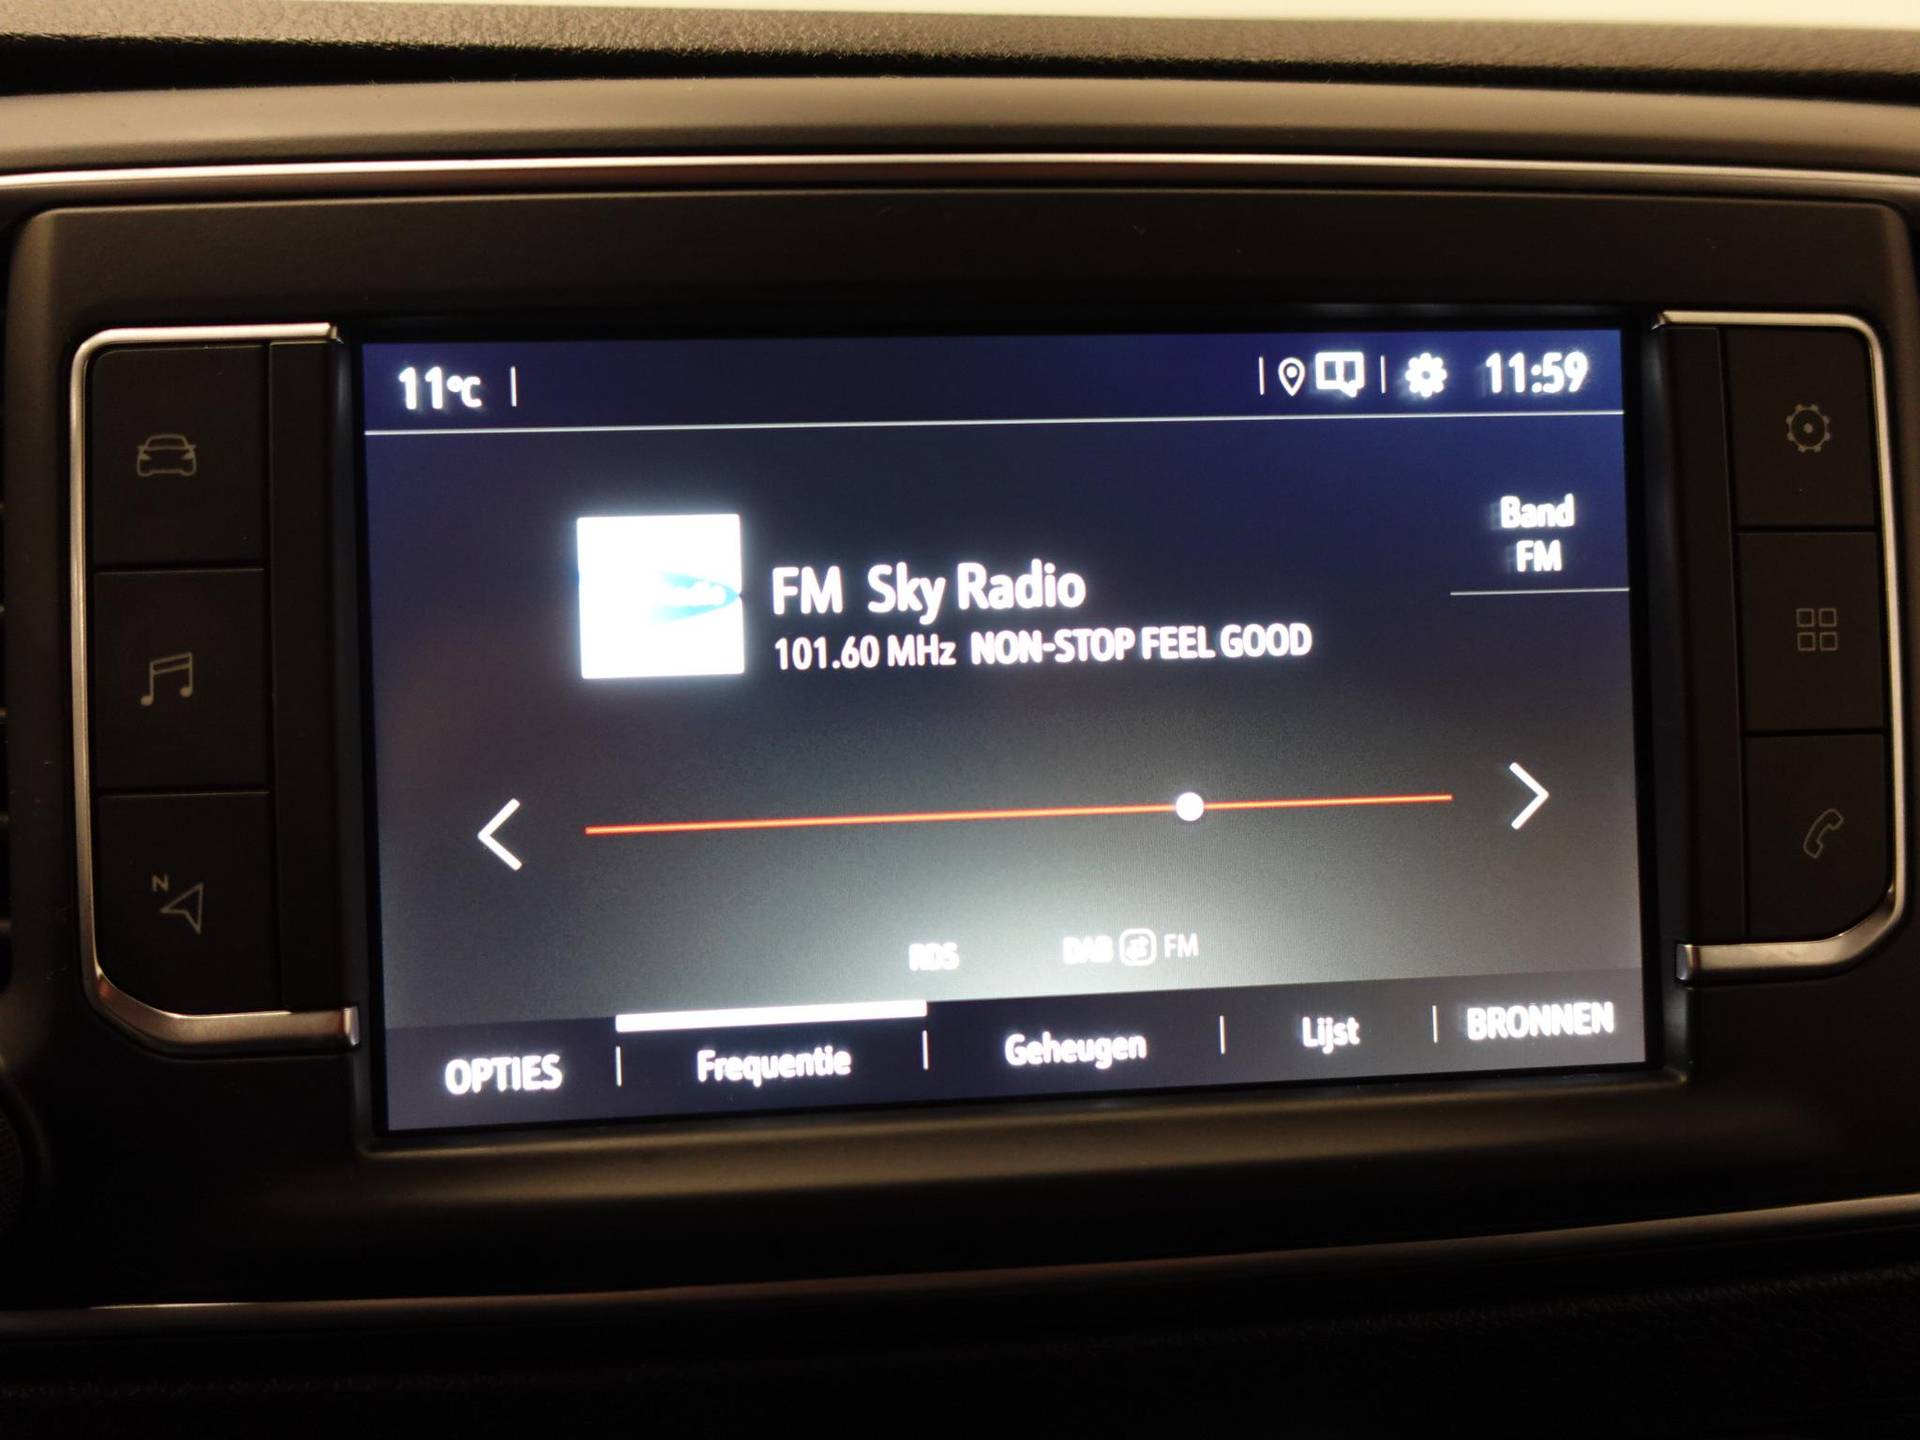 11°C
11:59
Band
FM
FM Sky Radio
101.60 MHz NON-STOP FEEL GOOD
N
RDS DAB FM
OPTIES Frequentie Geheugen Lijst BRONNEN